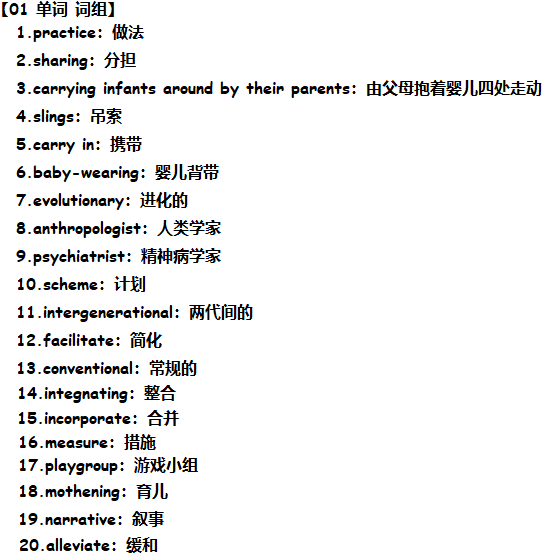 【01 单词 词组】
1.practice: 做法
2.sharing: 分担
3.carrying infants around by their parents: 由父母抱着婴儿四处走动
4.slings: 吊索
5.carry in: 携带
6.baby-wearing: 婴儿背带
7.evolutionary: 进化的
8.anthropologist: 人类学家
9.psychiatrist: 精神病学家
10.scheme: 计划
11.intergenerational: 两代间的
12.facilitate: 简化
13.conventional: 常规的
14.integnating: 整合
15.incorporate: 合并
16.measure: 措施
17.playgroup: 游戏小组
18.mothening: 育儿
19.narrative: 叙事
20.alleviate: 缓和